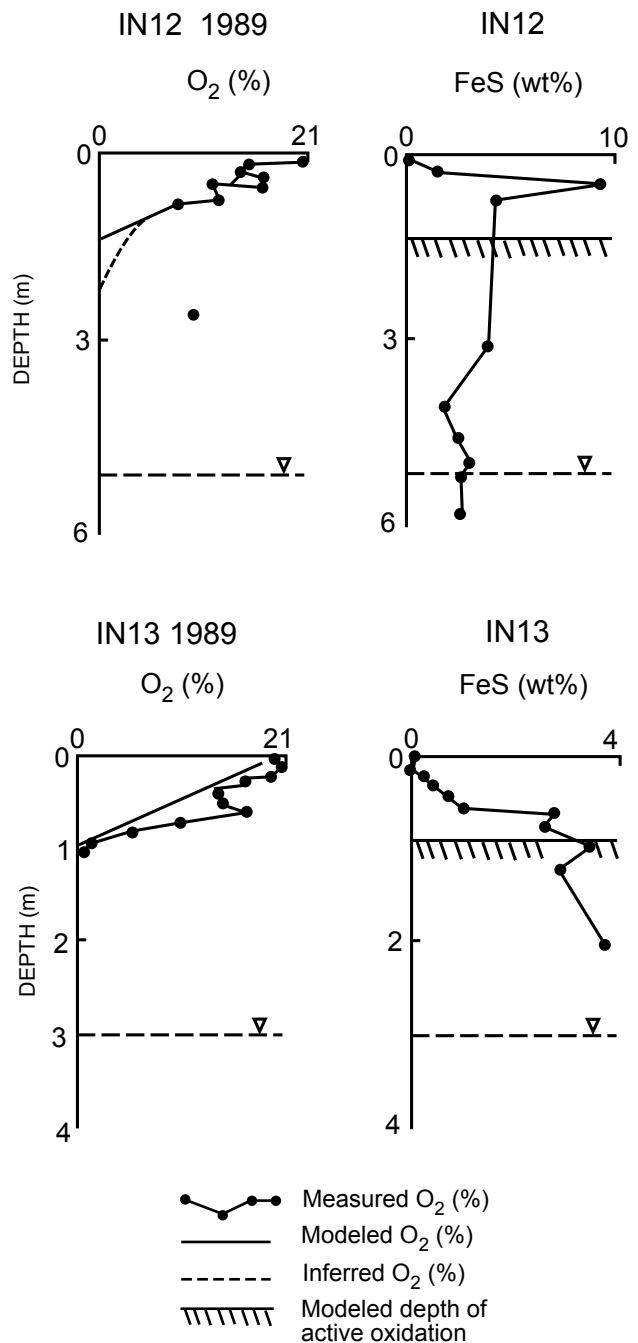 IN12 1989
O2 (%)
0 21
0
3
6
DEPTH (m)
IN12
FeS (wt%)
0 10
0
3
6
IN13 1989
O2 (%)
0 21
0
1
2
3
4
DEPTH (m)
IN13
FeS (wt%)
0 4
0
2
4
Measured O2 (%)
Modeled O2 (%)
Inferred O2 (%)
Modeled depth of
active oxidation